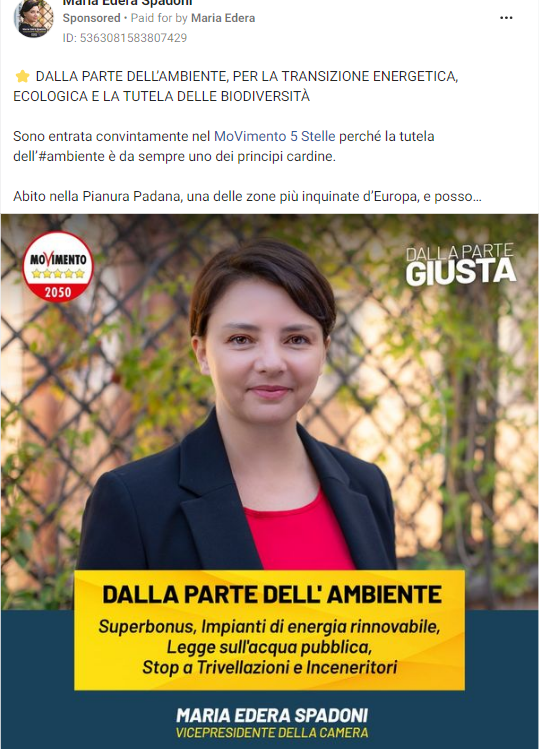 Maria Edera Spadoni
Sponsored • Paid for by Maria Edera
ID: 5363081583807429
⭐ DALLA PARTE DELL'AMBIENTE, PER LA TRANSIZIONE ENERGETICA,
ECOLOGICA E LA TUTELA DELLE BIODIVERSITÀ
Sono entrata convintamente nel MoVimento 5 Stelle perché la tutela
dell'#ambiente è da sempre uno dei principi cardine.
Abito nella Pianura Padana, una delle zone più inquinate d'Europa, e posso...
MOVIMENTO
2050
DALLA PARTE
GIUSTA
DALLA PARTE DELL' AMBIENTE
Superbonus, Impianti di energia rinnovabile,
Legge sull'acqua pubblica,
Stop a Trivellazioni e Inceneritori
MARIA EDERA SPADONI
VICEPRESIDENTE DELLA CAMERA